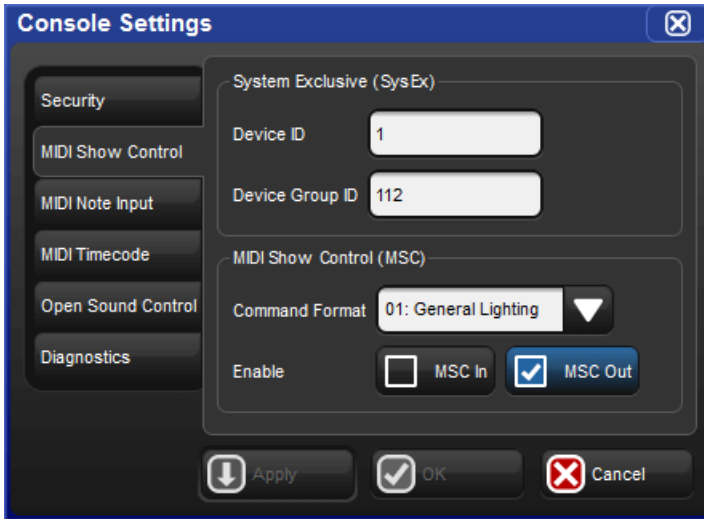 Console Settings
Security
MIDI Show Control
MIDI Note Input
MIDI Timecode
Open Sound Control
Diagnostics
System Exclusive (SysEx)
Device ID 1
Device Group ID 112
MIDI Show Control (MSC)
Command Format 01: General Lighting
Enable MSC In MSC Out
Apply OK Cancel